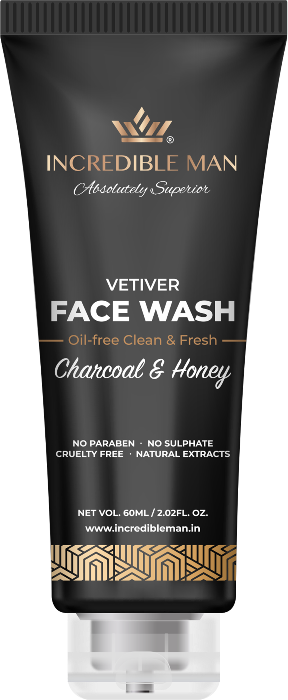 ®
INCREDIBLE MAN
Absolutely Superior
VETIVER
FACE WASH
Oil-free Clean & Fresh
Charcoal & Honey
NO PARABEN · NO SULPHATE
CRUELTY FREE · NATURAL EXTRACTS
NET VOL. 60ML / 2.02FL. OZ.
www.incredibleman.in